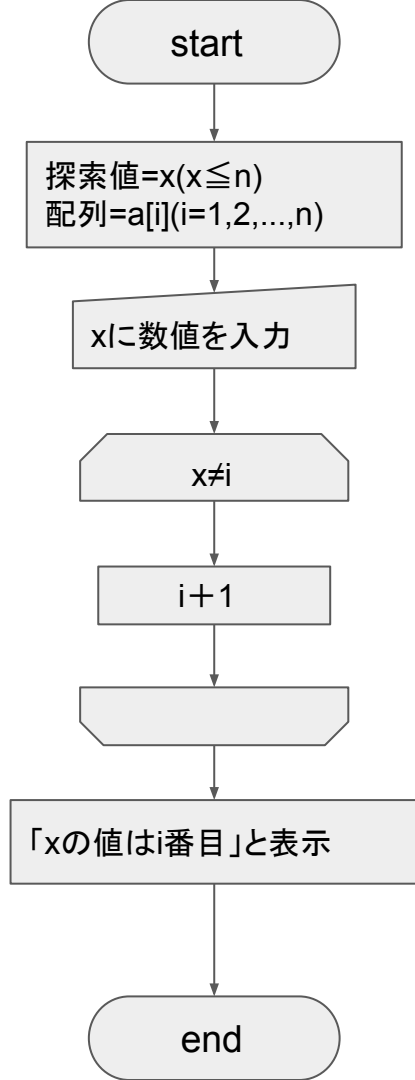 start
探索値=x(x≦n)
配列=a[i](i=1,2,...,n)
xに数値を入力
x≠i
i＋1
「xの値はi番目」と表示
end